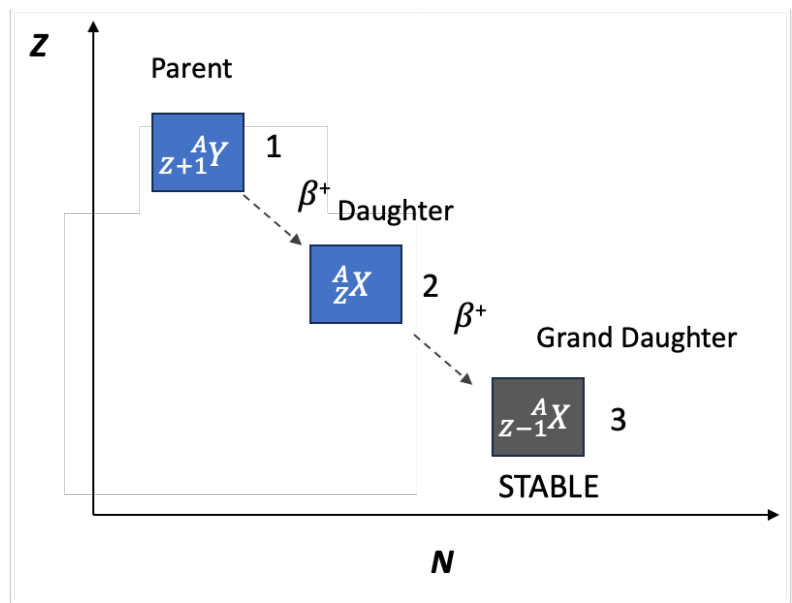 Z
Parent
$^{A}_{Z+1}Y$ 1
β⁺
Daughter
$^{A}_{Z}X$ 2
β⁺
Grand Daughter
$^{A}_{Z-1}X$ 3
STABLE
N